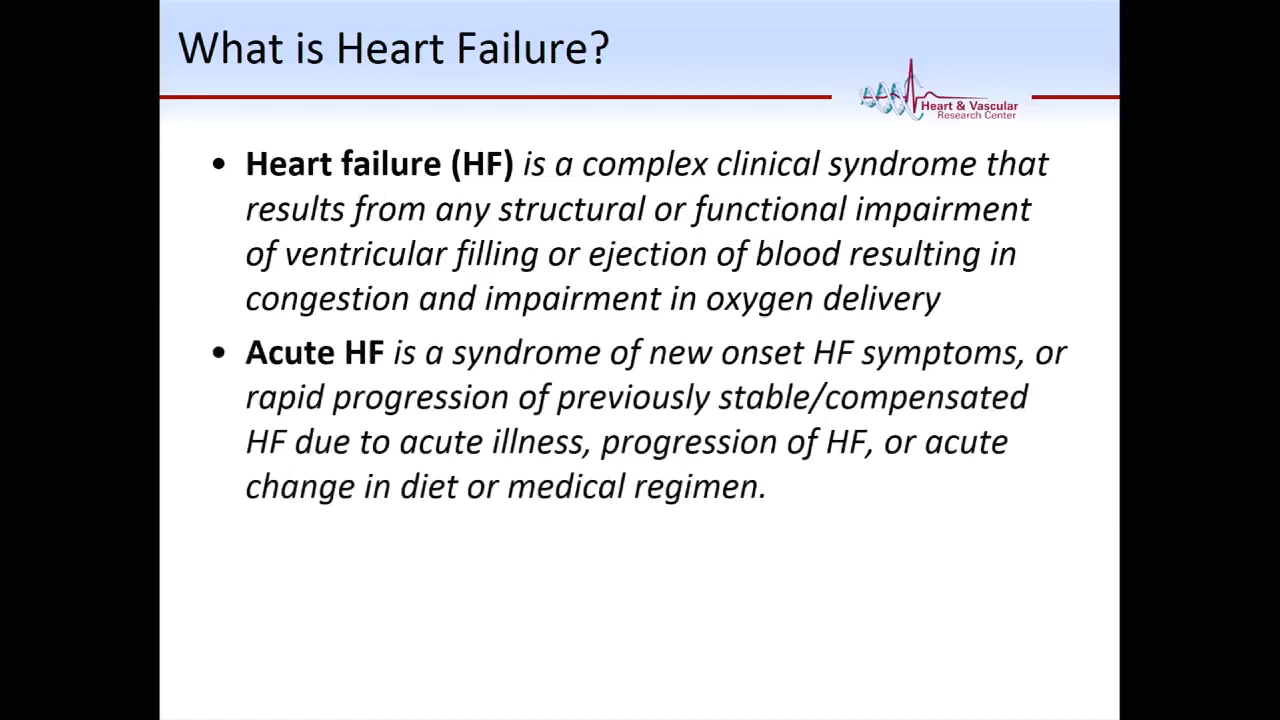 What is Heart Failure?
Heart & Vascular
Research Center
• Heart failure (HF) is a complex clinical syndrome that
results from any structural or functional impairment
of ventricular filling or ejection of blood resulting in
congestion and impairment in oxygen delivery
• Acute HF is a syndrome of new onset HF symptoms, or
rapid progression of previously stable/compensated
HF due to acute illness, progression of HF, or acute
change in diet or medical regimen.